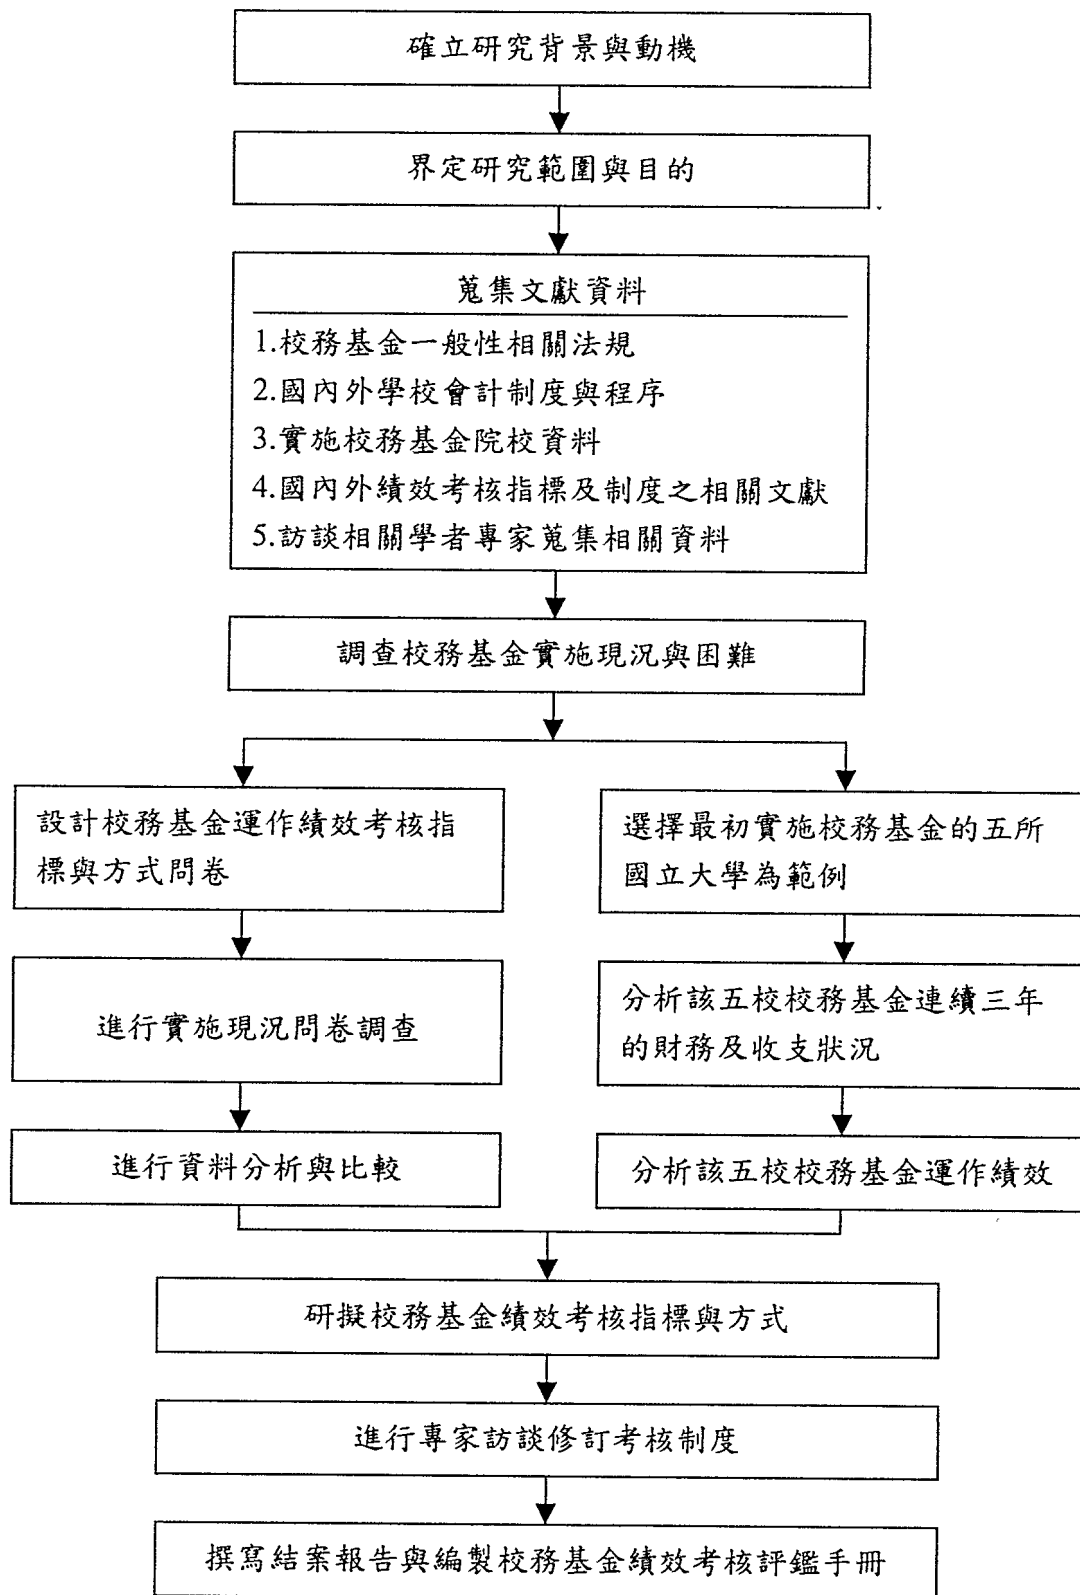 確立研究背景與動機
界定研究範圍與目的
蒐集文獻資料
1.校務基金一般性相關法規
2.國內外學校會計制度與程序
3.實施校務基金院校資料
4.國內外績效考核指標及制度之相關文獻
5.訪談相關學者專家蒐集相關資料
調查校務基金實施現況與困難
設計校務基金運作績效考核指
標與方式問卷
進行實施現況問卷調查
進行資料分析與比較
選擇最初實施校務基金的五所
國立大學為範例
分析該五校校務基金連續三年
的財務及收支狀況
分析該五校校務基金運作績效
研擬校務基金績效考核指標與方式
進行專家訪談修訂考核制度
撰寫結案報告與編製校務基金績效考核評鑑手冊